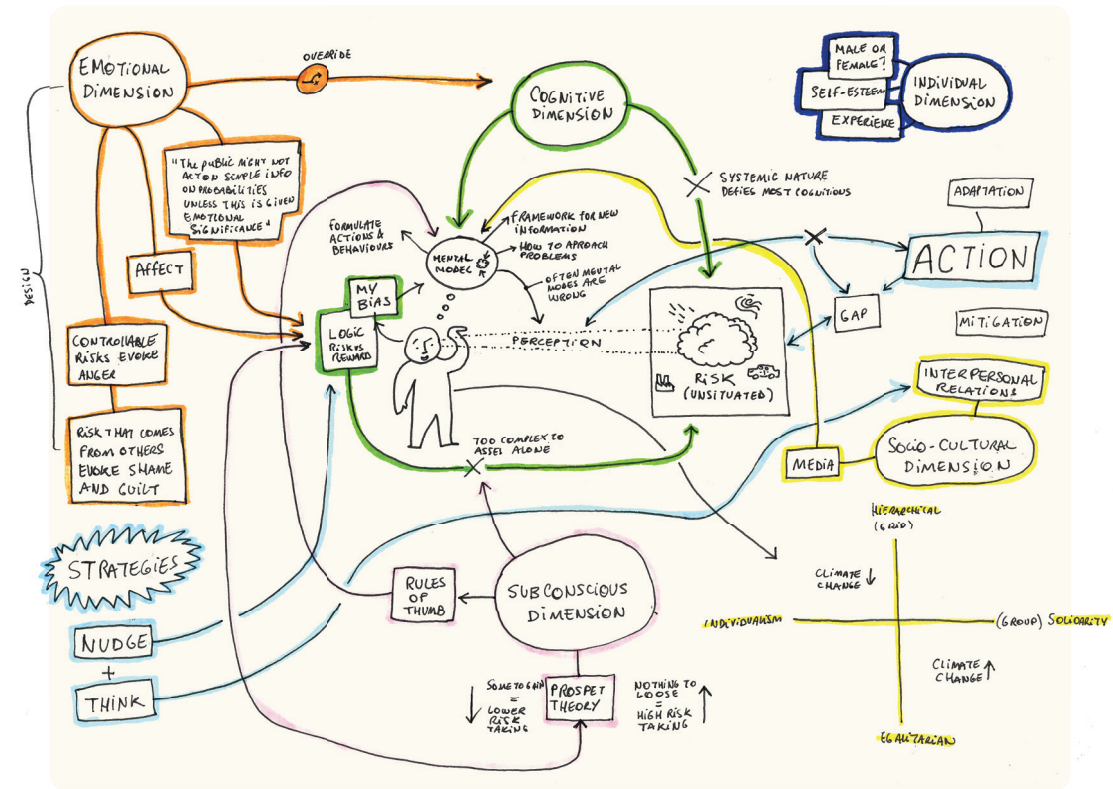 EMOTIONAL
DIMENSION
OVERRIDE
COGNITIVE
DIMENSION
MALE OR
FEMALE?
SELF-ESTEEM
EXPERIENCE
INDIVIDUAL
DIMENSION
"The PUBLIC MIGHT NOT
ACT ON SIMPLE INFO
ON PROBABILITIES
UNLESS THIS IS GIVEN
EMOTIONAL
SIGNIFICANCE"
SYSTEMIC NATURE
DEFIES MOST COGNITIONS
ADAPTATION
ACTION
MITIGATION
GAP
FORMULATE
ACTIONS &
BEHAVIOURS
MENTAL
MODEL
FRAMEWORK FOR NEW
INFORMATION
HOW TO APROACH
PROBLEMS
OFTEN MENTAL
MODES ARE
WRONG
DESIGN
AFFECT
MY
BIAS
LOGIC
RISK VS
REWARD
PERCEPTION
RISK
(UNSITUATED)
CONTROLLABLE
RISKS EVOKE
ANGER
RISK THAT COMES
FROM OTHERS
EVOKE SHAME
AND GUILT
INTERPERSONAL
RELATIONS
SOCIO-CULTURAL
DIMENSION
MEDIA
TOO COMPLEX TO
ASSEL ALONE
STRATEGIES
NUDGE
+
THINK
RULES
OF
THUMB
SUBCONSCIOUS
DIMENSION
SOME TO GAIN
=
LOWER
RISK
TAKING
PROSPET
THEORY
NOTHING TO
LOOSE
=
HIGH RISK
TAKING
HIERARCHICAL
(GRID)
CLIMATE
CHANGE ↓
INDIVIDUALISM
(GROUP) SOLIDARITY
CLIMATE
CHANGE ↑
EGALITARIAN